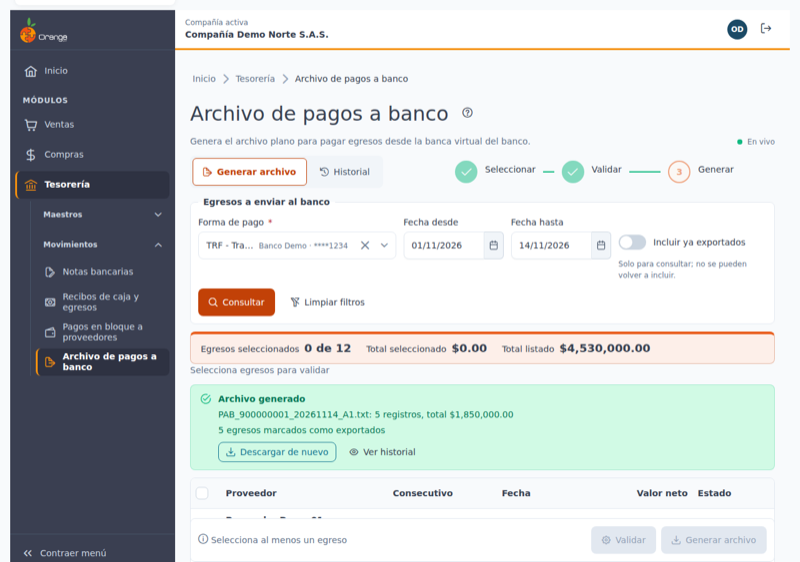 Orange
Compañía activa
Compañía Demo Norte S.A.S.
OD
Inicio
MÓDULOS
Ventas
Compras
Tesorería
Maestros
Movimientos
Notas bancarias
Recibos de caja y
egresos
Pagos en bloque a
proveedores
Archivo de pagos a
banco
Contraer menú
Inicio > Tesorería > Archivo de pagos a banco
Archivo de pagos a banco
Genera el archivo plano para pagar egresos desde la banca virtual del banco.
En vivo
Generar archivo
Historial
Seleccionar
Validar
3
Generar
Egresos a enviar al banco
Forma de pago *
Fecha desde
Fecha hasta
TRF - Tra... Banco Demo · ****1234
01/11/2026
14/11/2026
Incluir ya exportados
Solo para consultar; no se pueden
volver a incluir.
Consultar
Limpiar filtros
Egresos seleccionados 0 de 12 Total seleccionado $0.00 Total listado $4,530,000.00
Selecciona egresos para validar
Archivo generado
PAB_900000001_20261114_A1.txt: 5 registros, total $1,850,000.00
5 egresos marcados como exportados
Descargar de nuevo
Ver historial
Proveedor Consecutivo Fecha Valor neto Estado
Selecciona al menos un egreso
Validar
Generar archivo